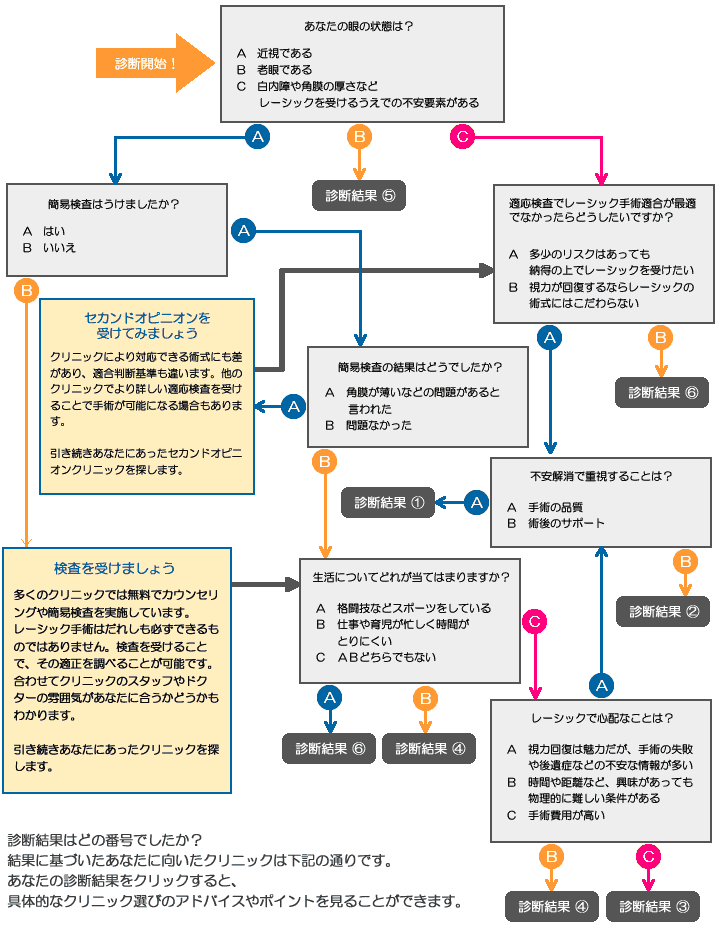 あなたの眼の状態は？
A 近視である
B 老眼である
C 白内障や角膜の厚さなど
レーシックを受けるうえでの不安要素がある
診断開始！
A
B
C
診断結果 ⑤
簡易検査はうけましたか？
A はい
B いいえ
A
B
適応検査でレーシック手術適合が最適
でなかったらどうしたいですか？
A 多少のリスクはあっても
納得の上でレーシックを受けたい
B 視力が回復するならレーシックの
術式にはこだわらない
A
B
診断結果 ⑥
セカンドオピニオンを
受けてみましょう
クリニックにより対応できる術式にも差
があり、適合判断基準も違います。他の
クリニックでより詳しい適応検査を受け
ることで手術が可能になる場合もありま
す。
引き続きあなたにあったセカンドオピニ
オンクリニックを探します。
簡易検査の結果はどうでしたか？
A 角膜が薄いなどの問題があると
言われた
B 問題なかった
A
B
不安解消で重視することは？
A 手術の品質
B 術後のサポート
A
診断結果 ①
B
診断結果 ②
検査を受けましょう
多くのクリニックでは無料でカウンセリ
ングや簡易検査を実施しています。
レーシック手術はだれしも必ずできるも
のではありません。検査を受けること
で、その適正を調べることが可能です。
合わせてクリニックのスタッフやドク
ターの雰囲気があなたに合うかどうかも
わかります。
引き続きあなたにあったクリニックを探
します。
生活についてどれが当てはまりますか？
A 格闘技などスポーツをしている
B 仕事や育児が忙しく時間が
とりにくい
C ＡＢどちらでもない
A
B
C
診断結果 ⑥
診断結果 ④
A
レーシックで心配なことは？
A 視力回復は魅力だが、手術の失敗
や後遺症などの不安な情報が多い
B 時間や距離など、興味があっても
物理的に難しい条件がある
C 手術費用が高い
B
C
診断結果 ④
診断結果 ③
診断結果はどの番号でしたか？
結果に基づいたあなたに向いたクリニックは下記の通りです。
あなたの診断結果をクリックすると、
具体的なクリニック選びのアドバイスやポイントを見ることができます。